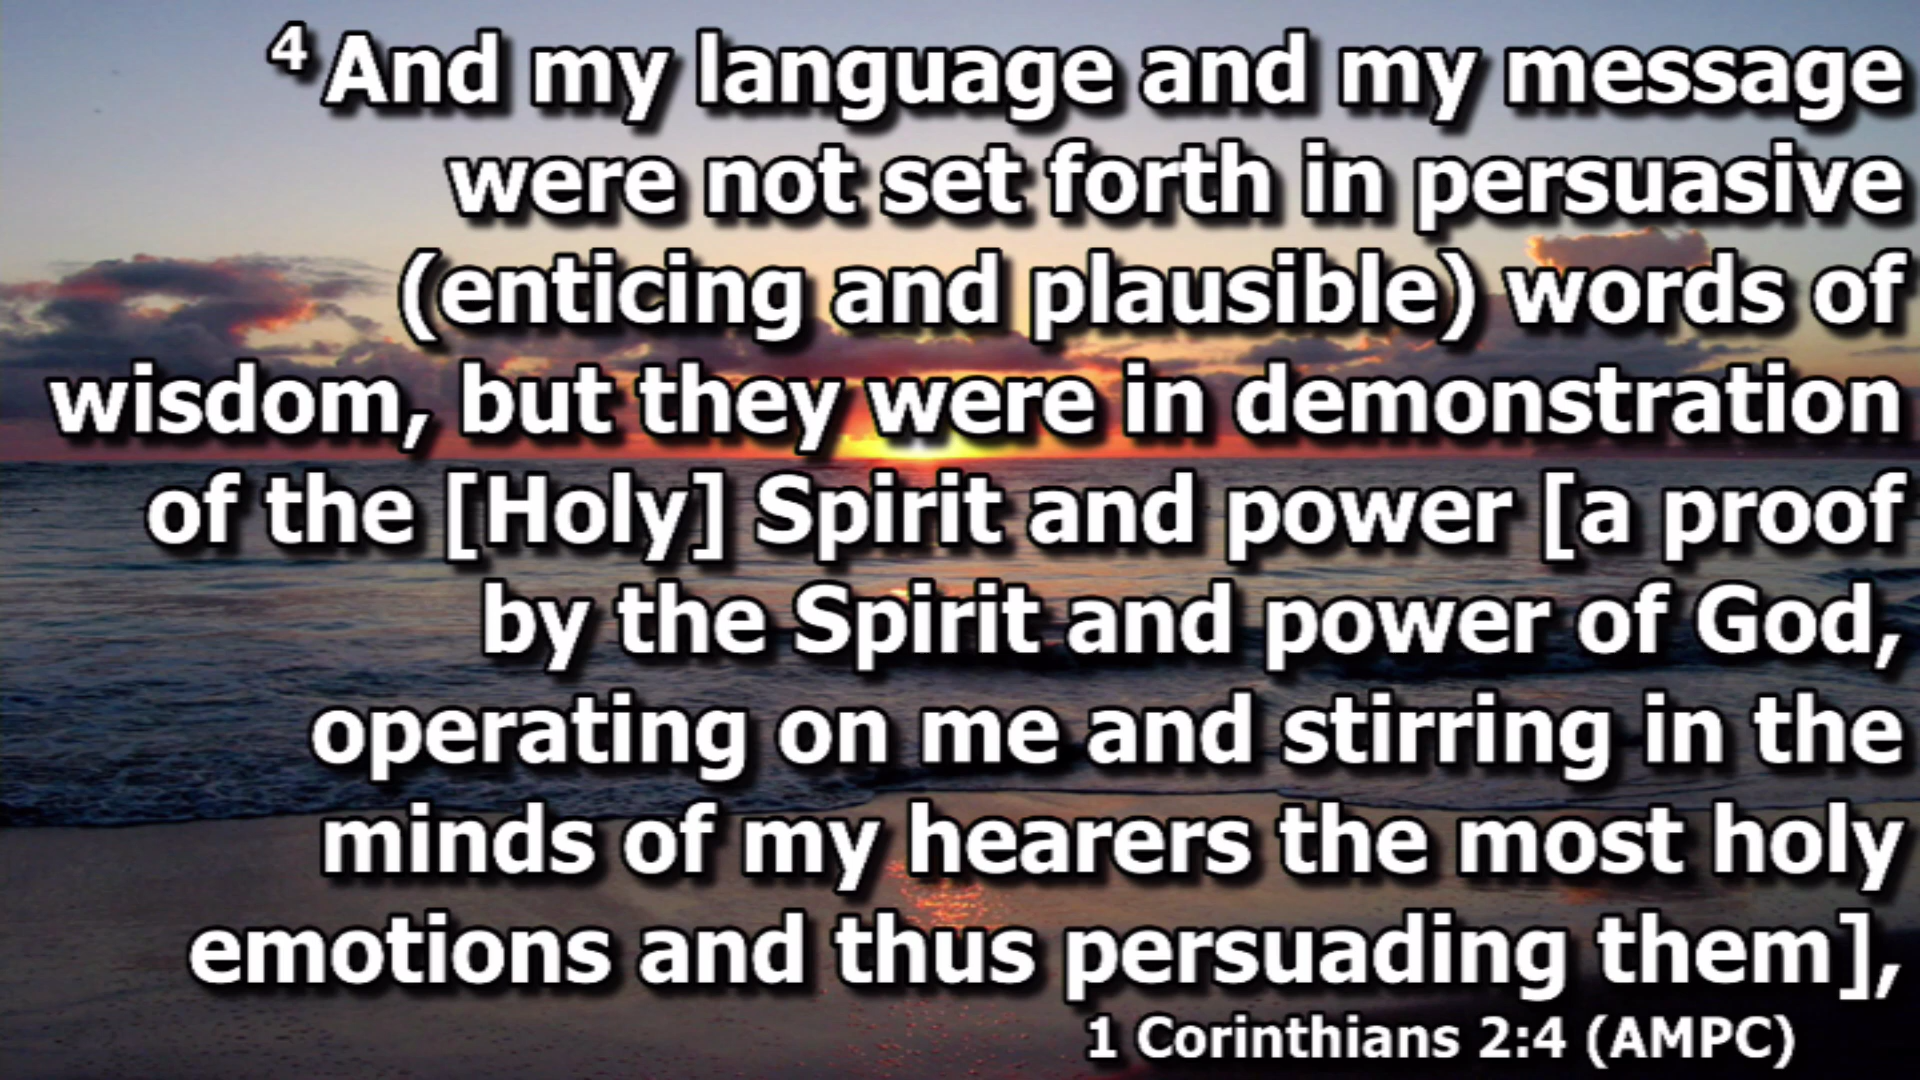 4 And my language and my message
were not set forth in persuasive
(enticing and plausible) words of
wisdom, but they were in demonstration
of the [Holy] Spirit and power [a proof
by the Spirit and power of God,
operating on me and stirring in the
minds of my hearers the most holy
emotions and thus persuading them],
1 Corinthians 2:4 (AMPC)